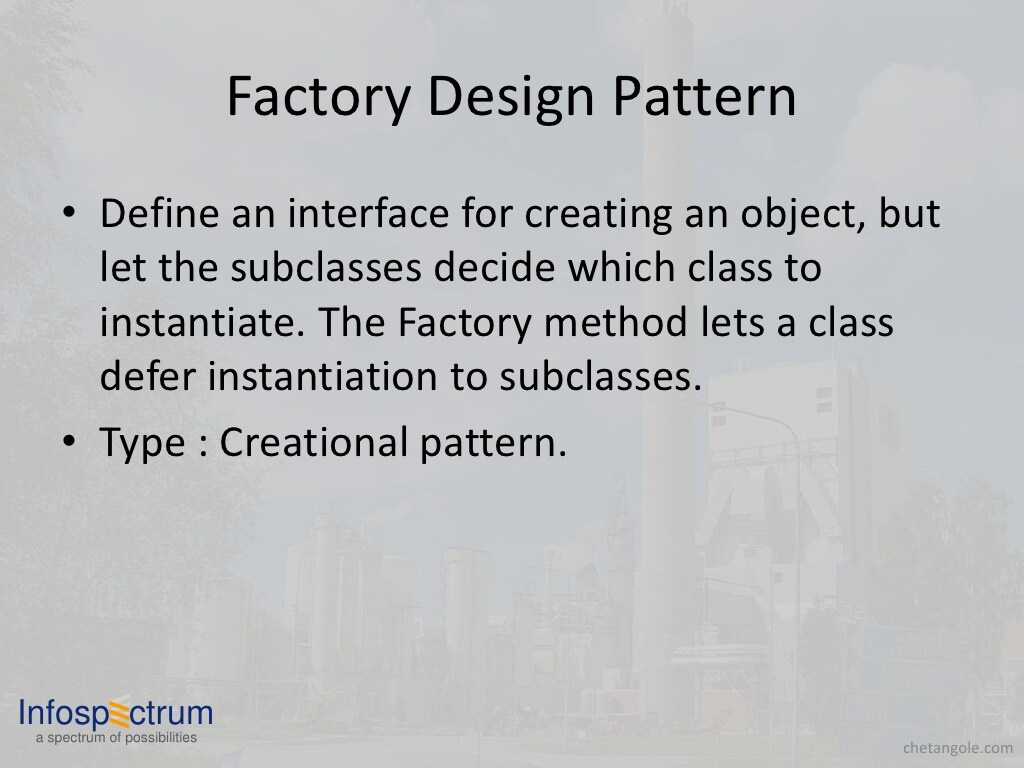 Factory Design Pattern
• Define an interface for creating an object, but
let the subclasses decide which class to
instantiate. The Factory method lets a class
defer instantiation to subclasses.
• Type : Creational pattern.
Infospectrum
a spectrum of possibilities
chetangole.com